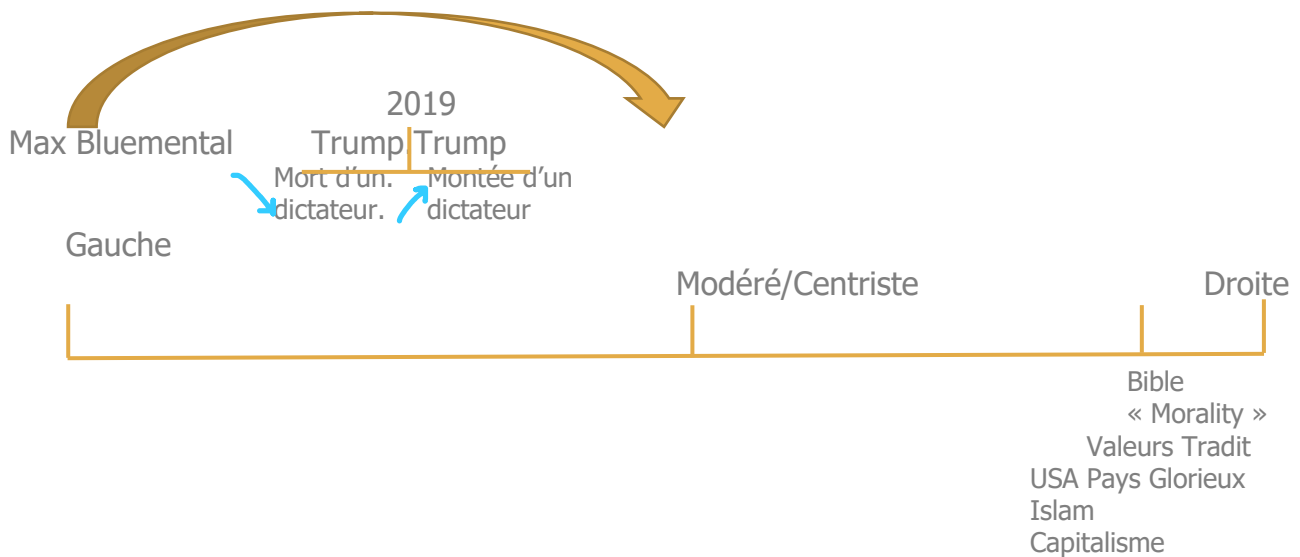 2019
Max Bluemental
Trump.Trump
Mort d'un.
dictateur.
Montée d'un
dictateur
Gauche
Modéré/Centriste
Droite
Bible
« Morality »
Valeurs Tradit
USA Pays Glorieux
Islam
Capitalisme